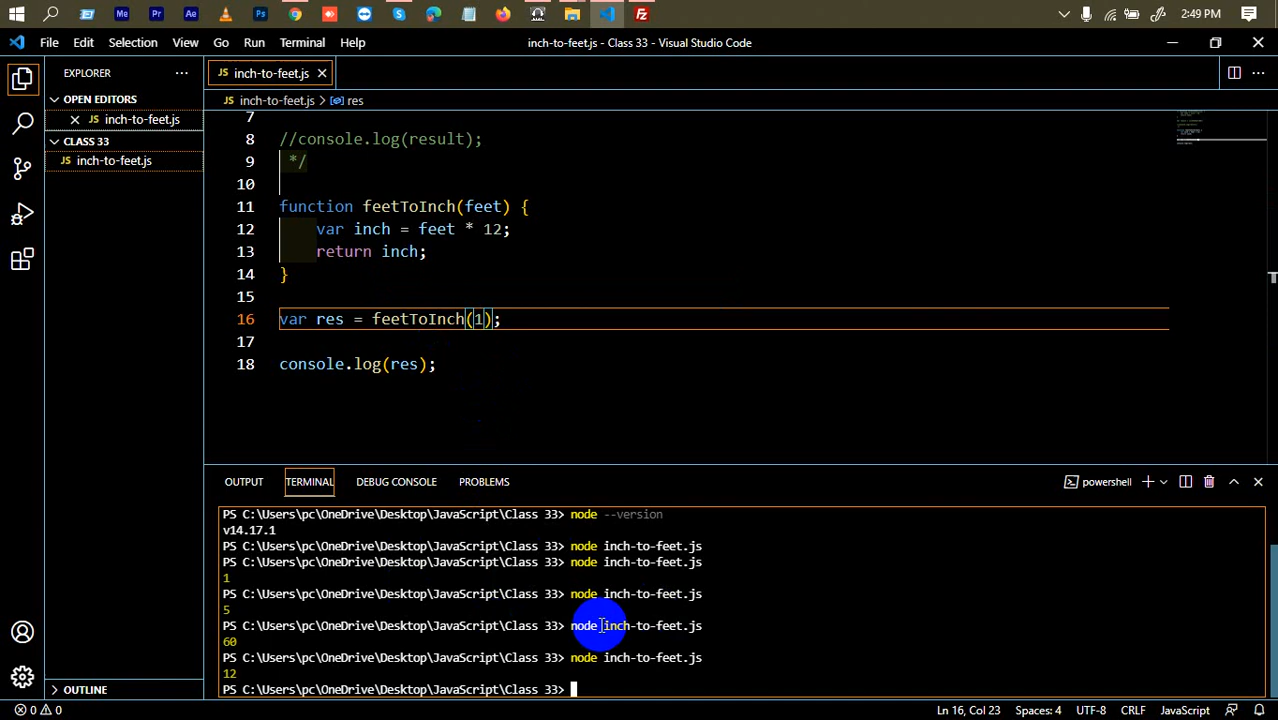 2:49 PM
File Edit Selection View Go Run Terminal Help
inch-to-feet.js - Class 33 - Visual Studio Code
EXPLORER
OPEN EDITORS
inch-to-feet.js
CLASS 33
JS inch-to-feet.js
OUTLINE
JS inch-to-feet.js
JS inch-to-feet.js > res
7
8 //console.log(result);
9 */
10
11 function feetToInch(feet) {
12 var inch = feet * 12;
13 return inch;
14 }
15
16 var res = feetToInch(1);
17
18 console.log(res);
OUTPUT TERMINAL DEBUG CONSOLE PROBLEMS
powershell
PS C:\Users\pc\OneDrive\Desktop\JavaScript\Class 33> node --version
v14.17.1
PS C:\Users\pc\OneDrive\Desktop\JavaScript\Class 33> node inch-to-feet.js
PS C:\Users\pc\OneDrive\Desktop\JavaScript\Class 33> node inch-to-feet.js
1
PS C:\Users\pc\OneDrive\Desktop\JavaScript\Class 33> node inch-to-feet.js
5
PS C:\Users\pc\OneDrive\Desktop\JavaScript\Class 33> node inch-to-feet.js
60
PS C:\Users\pc\OneDrive\Desktop\JavaScript\Class 33> node inch-to-feet.js
12
PS C:\Users\pc\OneDrive\Desktop\JavaScript\Class 33>
0 0 Ln 16, Col 23 Spaces: 4 UTF-8 CRLF JavaScript